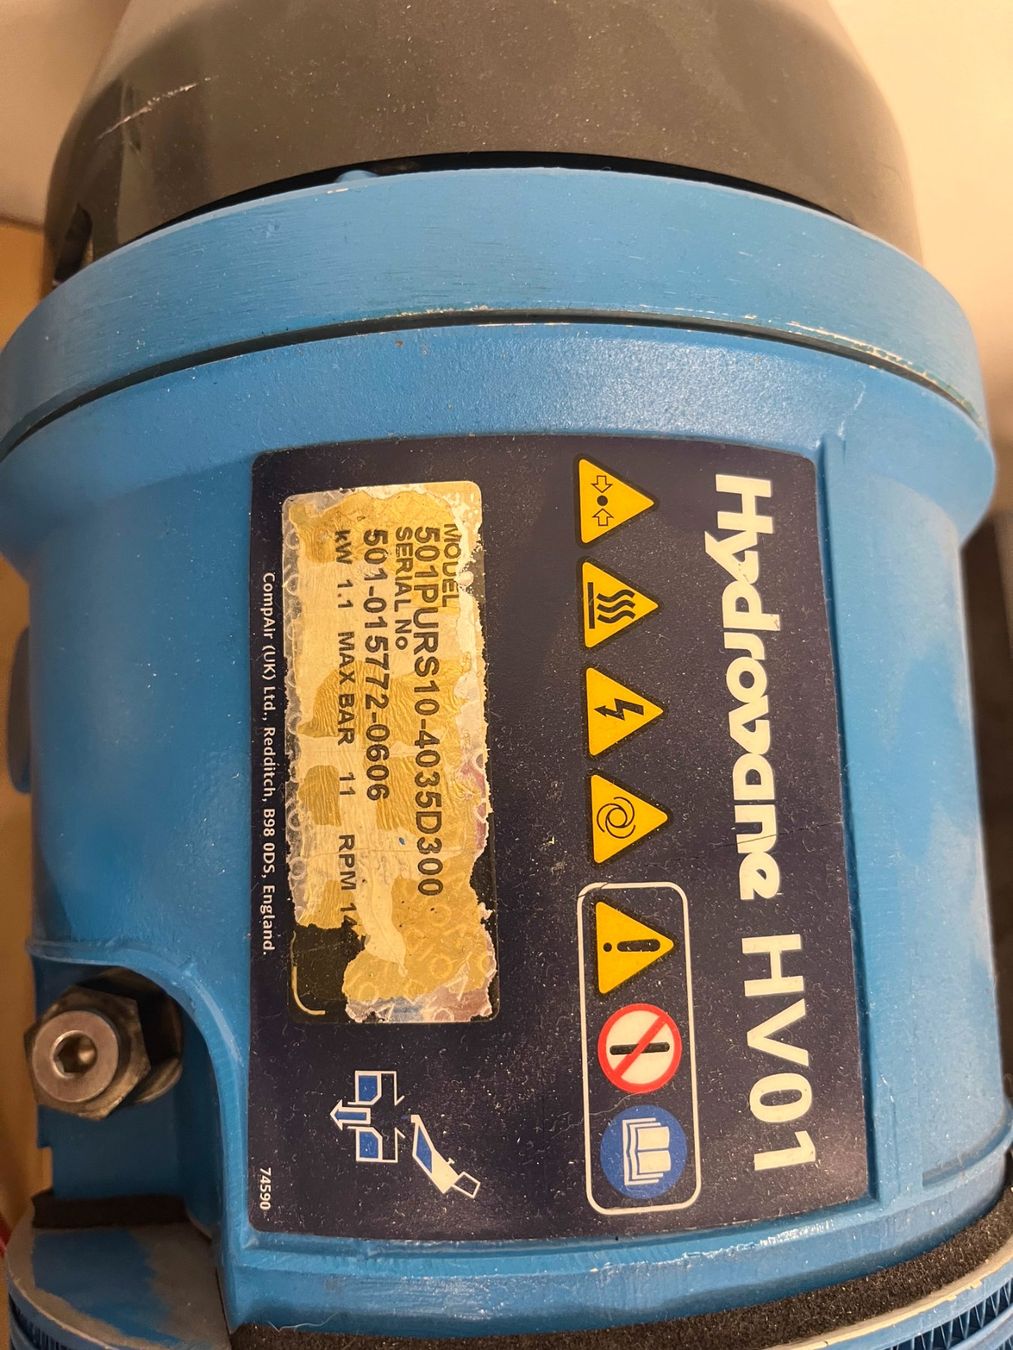 Hydrovane HV01
MODEL
501PURS10-4035D300
SERIAL No
501-015772-0606
kW 1.1 MAX BAR 11 RPM 14
CompAir (UK) Ltd., Redditch, B98 0DS, England.
74590